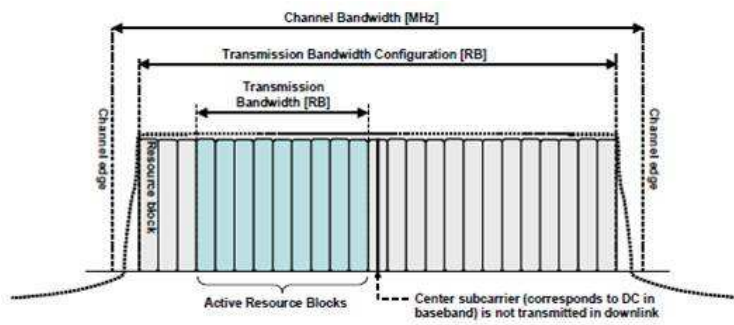 Channel Bandwidth [MHz]
Transmission Bandwidth Configuration [RB]
Transmission
Bandwidth [RB]
Channel edge
Resource block
Channel edge
Active Resource Blocks
Center subcarrier (corresponds to DC in
baseband) is not transmitted in downlink